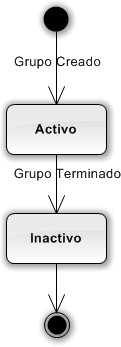 Grupo Creado
Activo
Grupo Terminado
Inactivo